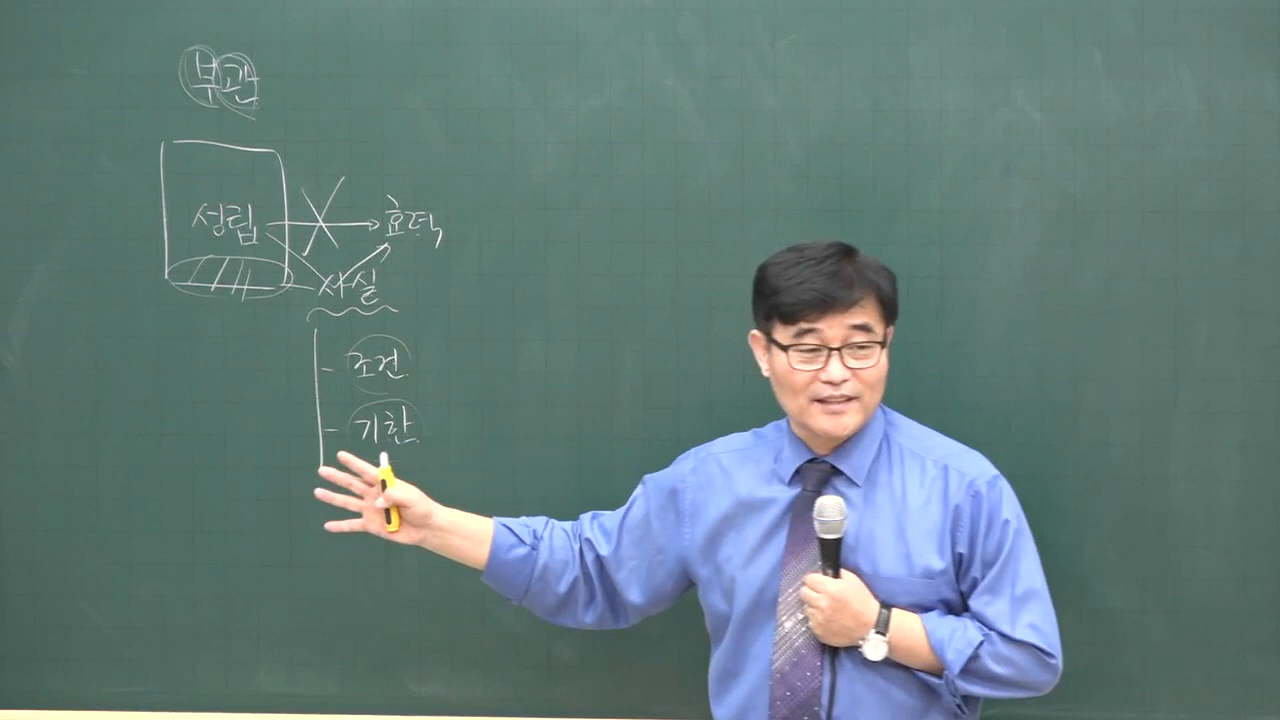 부관
성립 효력
사실
- 조건
- 기한